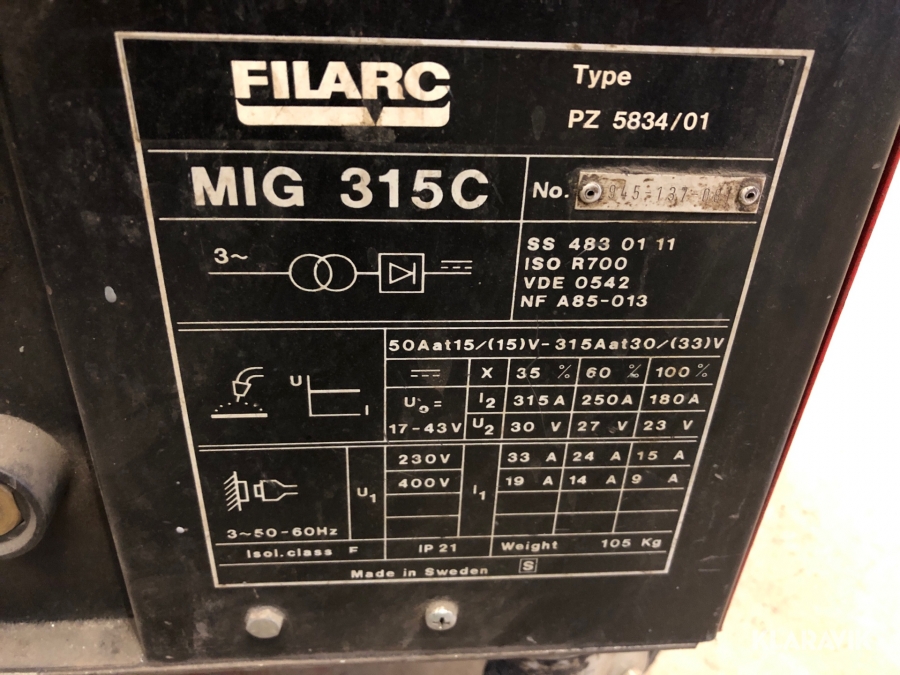 FILARC
Type
PZ 5834/01
MIG 315C
No.
3~
SS 483 01 11
ISO R700
VDE 0542
NF A85-013
50Aat15/(15)V-315Aat30/(33)V
X 35 % 60 % 100 %
U
I
U₀= I₂ 315A 250A 180A
17-43V U₂ 30 V 27 V 23 V
U₁ 230V I₁ 33 A 24 A 15 A
400V 19 A 14 A 9 A
3~50-60Hz
Isol.class F IP 21 Weight 105 Kg
Made in Sweden S